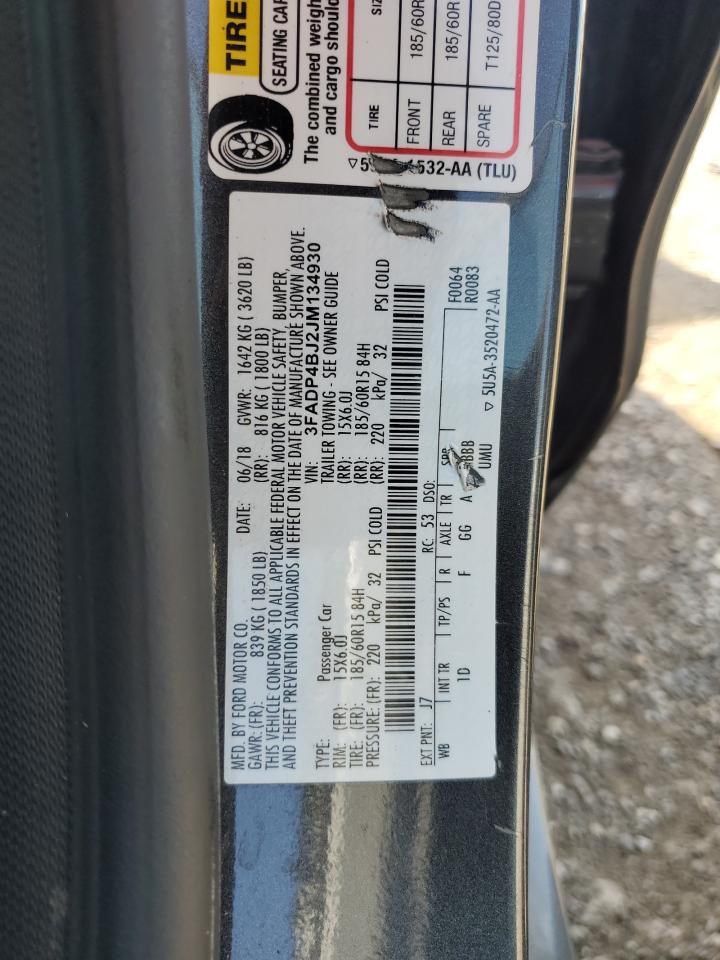 MFD. BY FORD MOTOR CO.
DATE: 06/18 GVWR: 1642 KG ( 3620 LB)
GAWR: (FR): 839 KG ( 1850 LB) (RR): 816 KG ( 1800 LB)
THIS VEHICLE CONFORMS TO ALL APPLICABLE FEDERAL MOTOR VEHICLE SAFETY, BUMPER,
AND THEFT PREVENTION STANDARDS IN EFFECT ON THE DATE OF MANUFACTURE SHOWN ABOVE.
VIN: 3FADP4BJ2JM134930
TYPE: Passenger Car TRAILER TOWING - SEE OWNER GUIDE
RIM: (FR): 15X6.0J (RR): 15X6.0J
TIRE: (FR): 185/60R15 84H (RR): 185/60R15 84H
PRESSURE: (FR): 220 kPa/ 32 PSI COLD (RR): 220 kPa/ 32 PSI COLD
EXT PNT: J7 RC: 53 DSO: F0064
WB INT TR TP/PS R AXLE TR SPR R0083
1D F GG A UMU
▽ 5U5A-3520472-AA
TIRE
SEATING CAP
The combined weigh
and cargo shoul
TIRE SIZ
FRONT 185/60R
REAR 185/60R
SPARE T125/80D
532-AA (TLU)